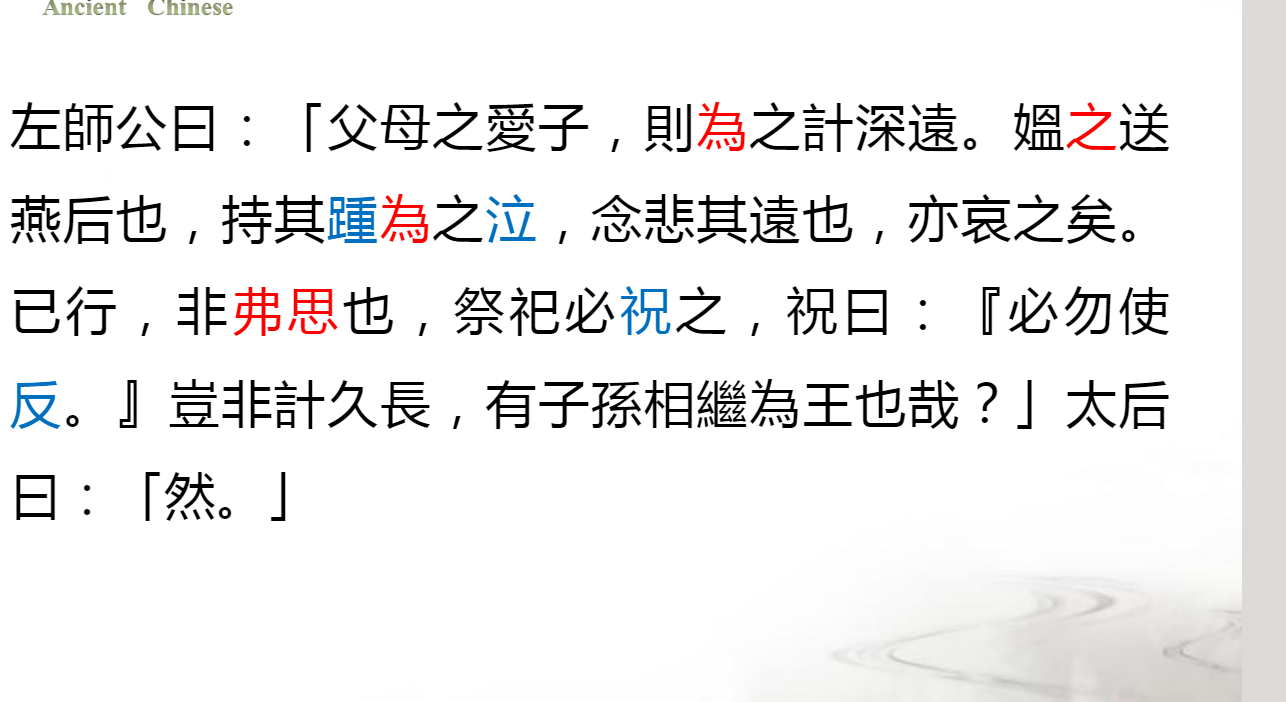 Ancient Chinese
左師公曰：「父母之愛子，則為之計深遠。媼之送
燕后也，持其踵為之泣，念悲其遠也，亦哀之矣。
已行，非弗思也，祭祀必祝之，祝曰：『必勿使
反。』豈非計久長，有子孫相繼為王也哉？」太后
曰：「然。」